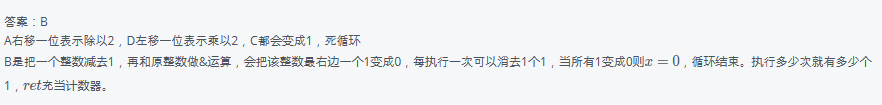 答案：B
A右移一位表示除以2，D左移一位表示乘以2，C都会变成1，死循环
B是把一个整数减去1，再和原整数做&运算，会把该整数最右边一个1变成0，每执行一次可以消去1个1，当所有1变成0则x = 0，循环结束。执行多少次就有多少个
1，ret充当计数器。